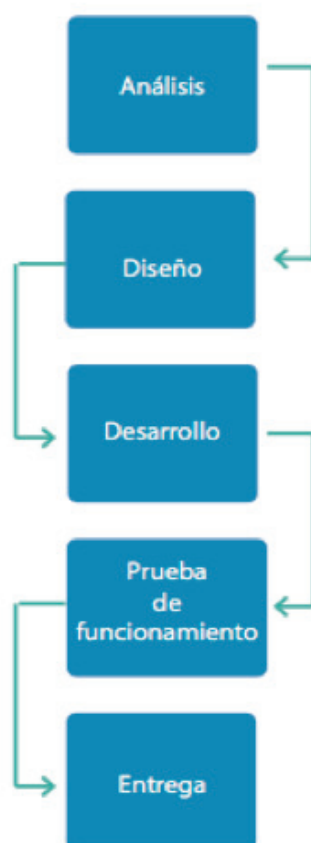 Análisis
Diseño
Desarrollo
Prueba
de
funcionamiento
Entrega